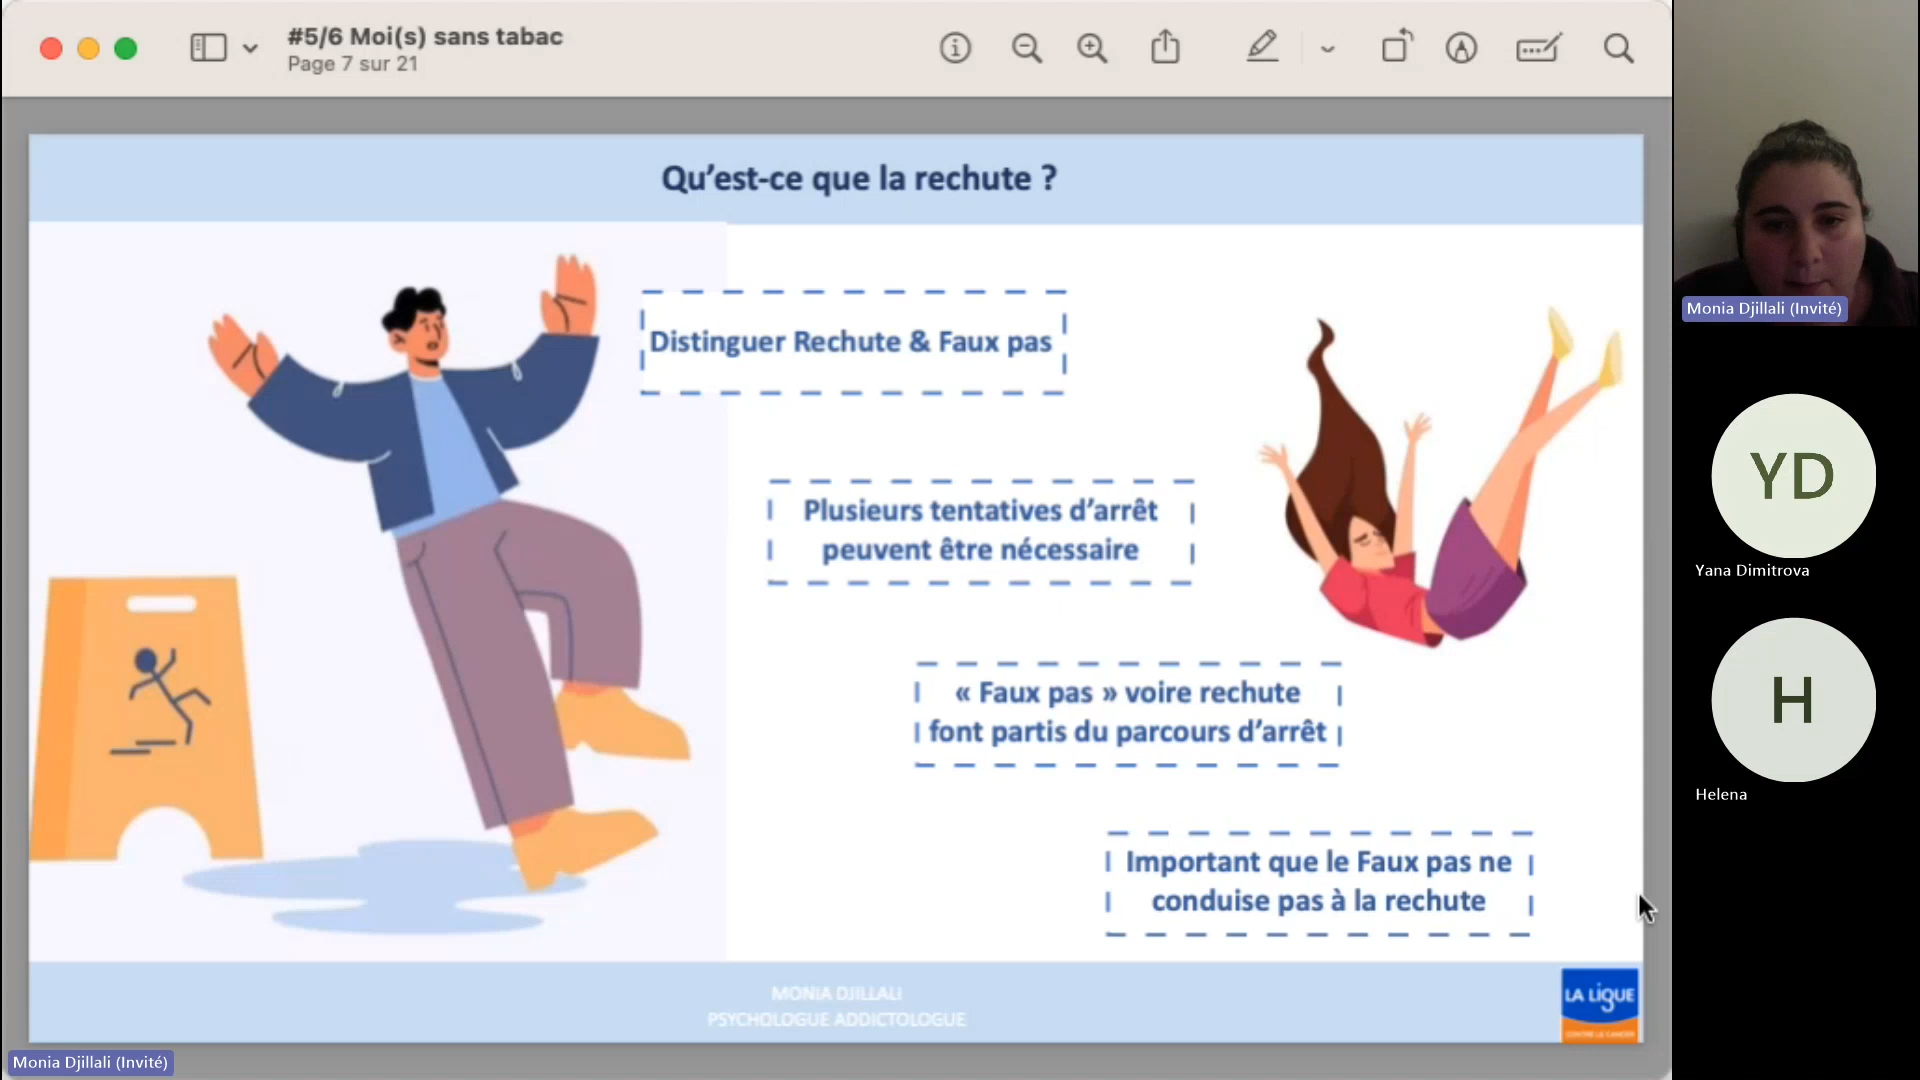 #5/6 Moi(s) sans tabac
Page 7 sur 21
Qu'est-ce que la rechute ?
Distinguer Rechute & Faux pas
Plusieurs tentatives d'arrêt
peuvent être nécessaire
« Faux pas » voire rechute
font partis du parcours d'arrêt
Important que le Faux pas ne
conduise pas à la rechute
MONIA DJILLALI
PSYCHOLOGUE ADDICTOLOGUE
LA LIGUE
CONTRE LE CANCER
Monia Djillali (Invité)
Monia Djillali (Invité)
YD
Yana Dimitrova
H
Helena